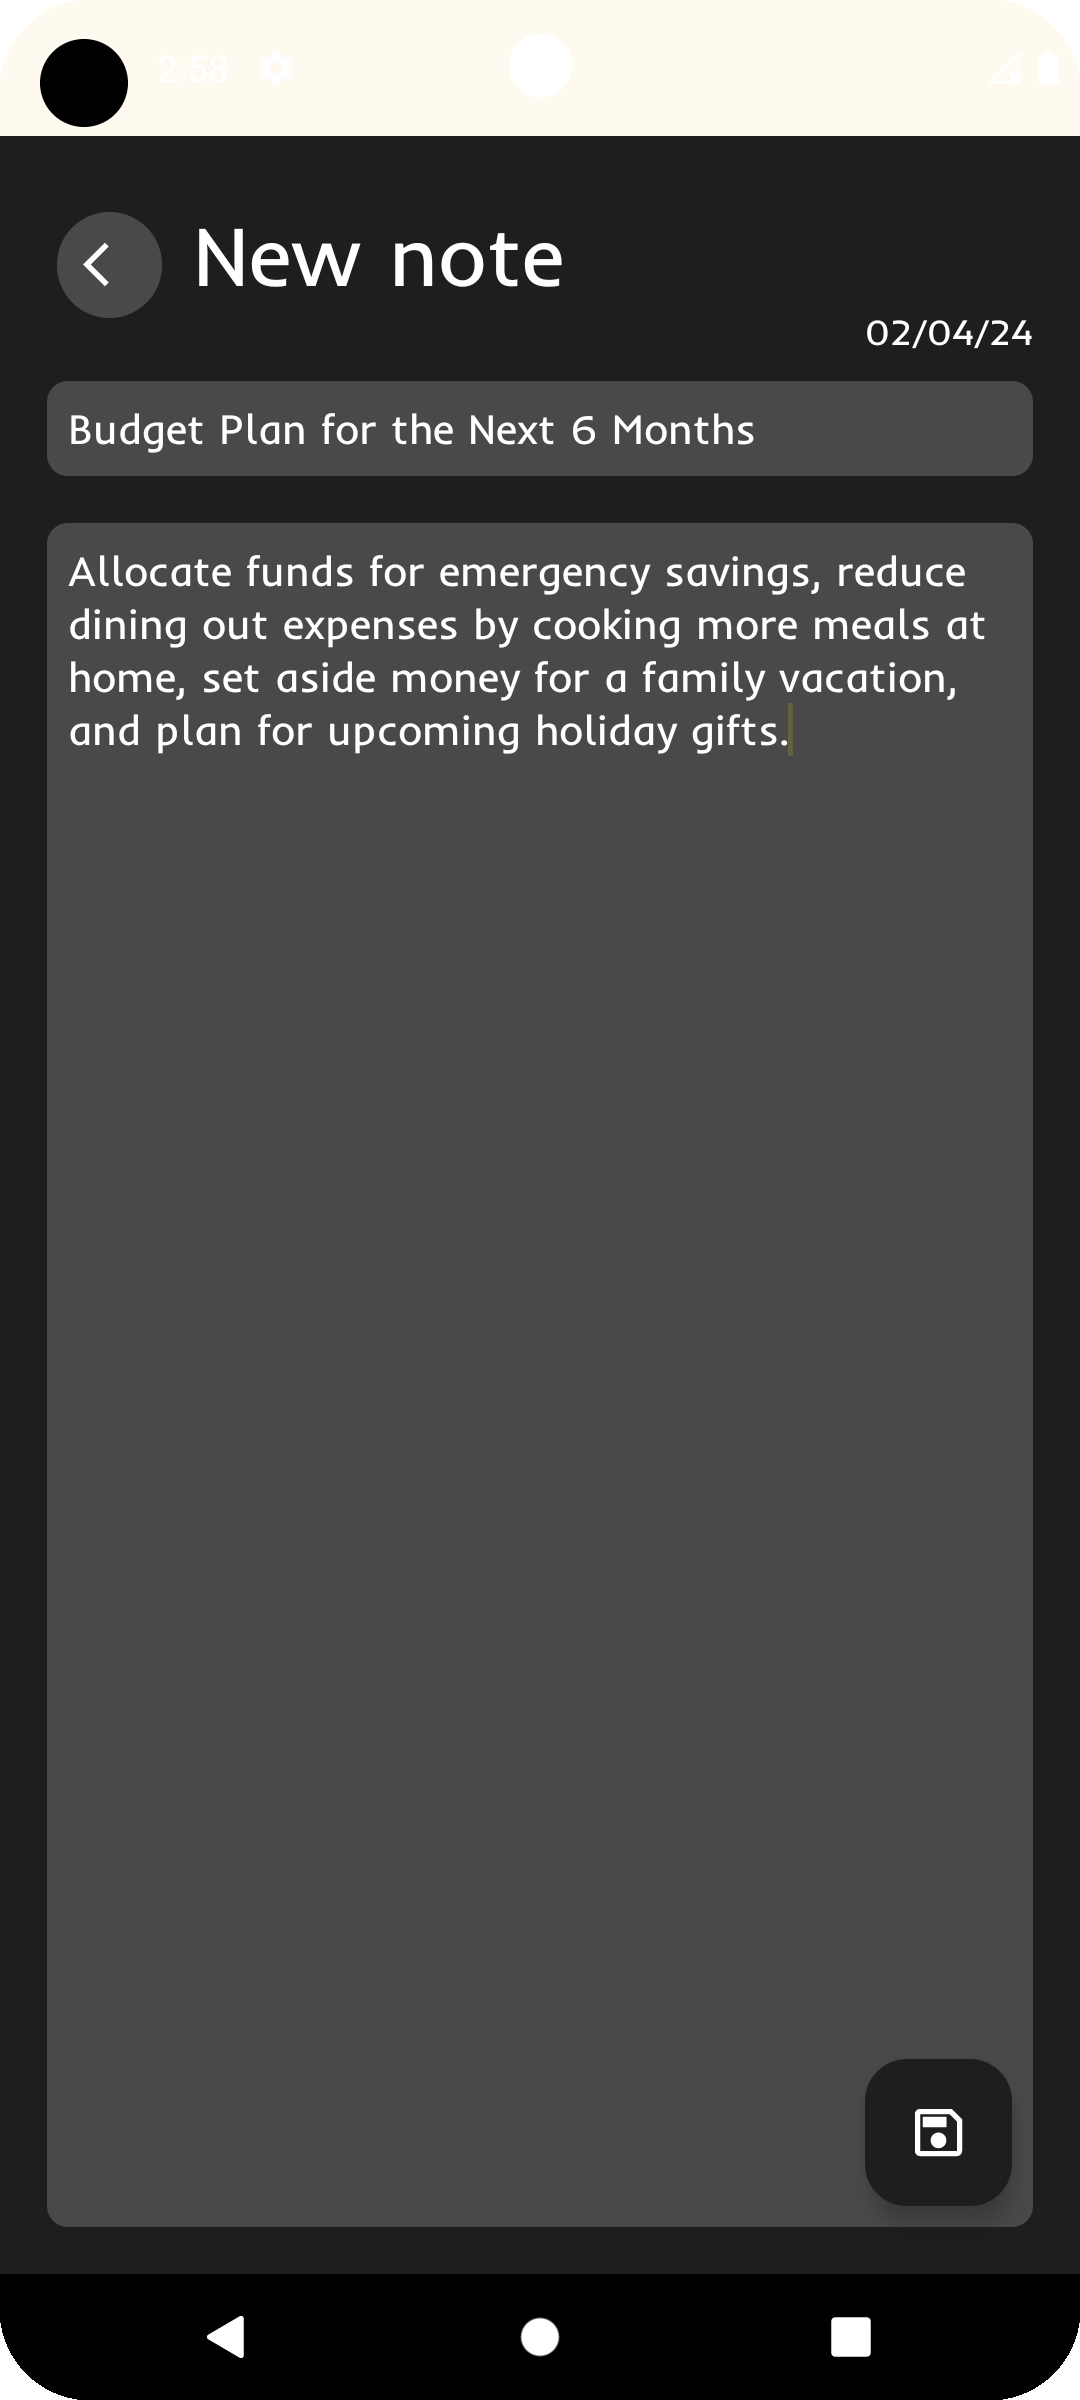 2:58
New note
02/04/24
Budget Plan for the Next 6 Months
Allocate funds for emergency savings, reduce
dining out expenses by cooking more meals at
home, set aside money for a family vacation,
and plan for upcoming holiday gifts.